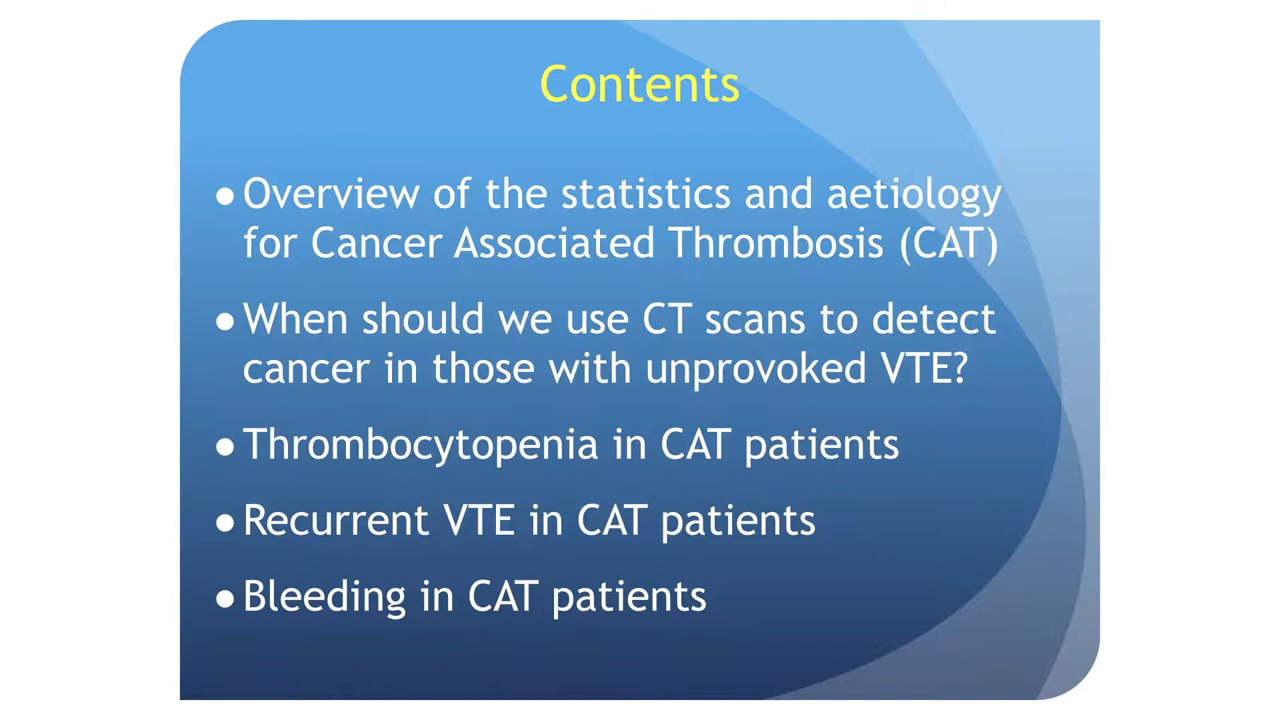 Contents
●Overview of the statistics and aetiology
for Cancer Associated Thrombosis (CAT)
●When should we use CT scans to detect
cancer in those with unprovoked VTE?
●Thrombocytopenia in CAT patients
●Recurrent VTE in CAT patients
●Bleeding in CAT patients